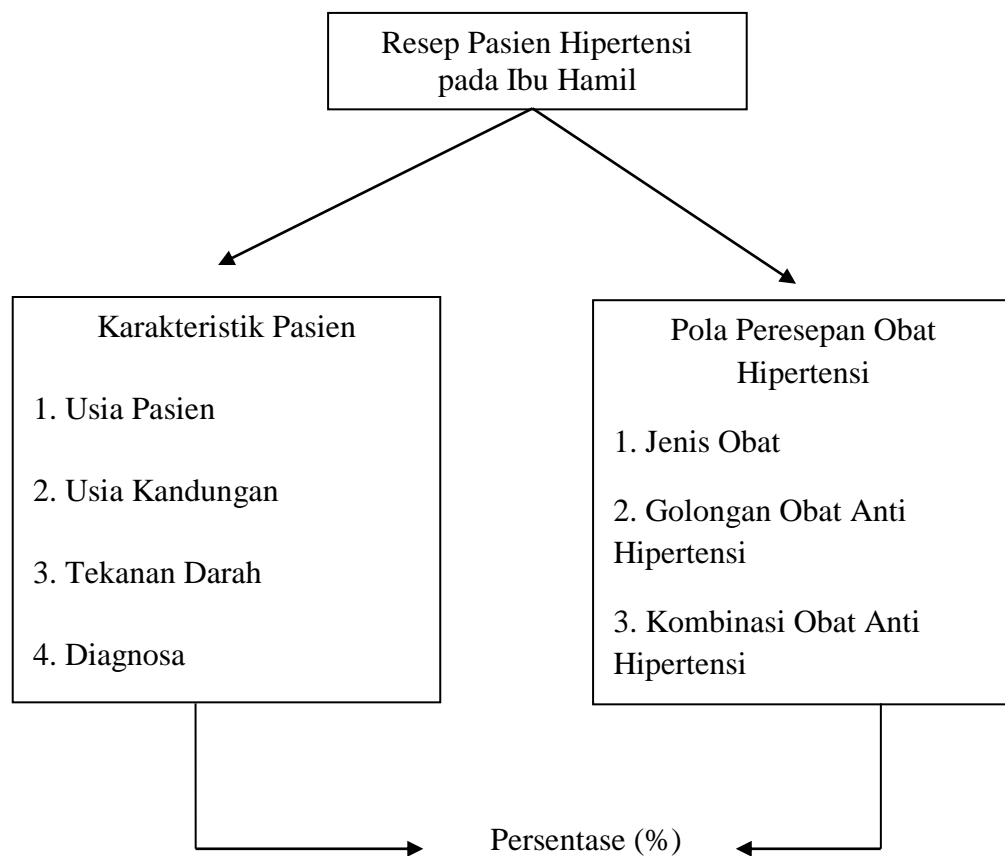 Resep Pasien Hipertensi
pada Ibu Hamil
Karakteristik Pasien
1. Usia Pasien
2. Usia Kandungan
3. Tekanan Darah
4. Diagnosa
Pola Peresepan Obat
Hipertensi
1. Jenis Obat
2. Golongan Obat Anti
Hipertensi
3. Kombinasi Obat Anti
Hipertensi
Persentase (%)